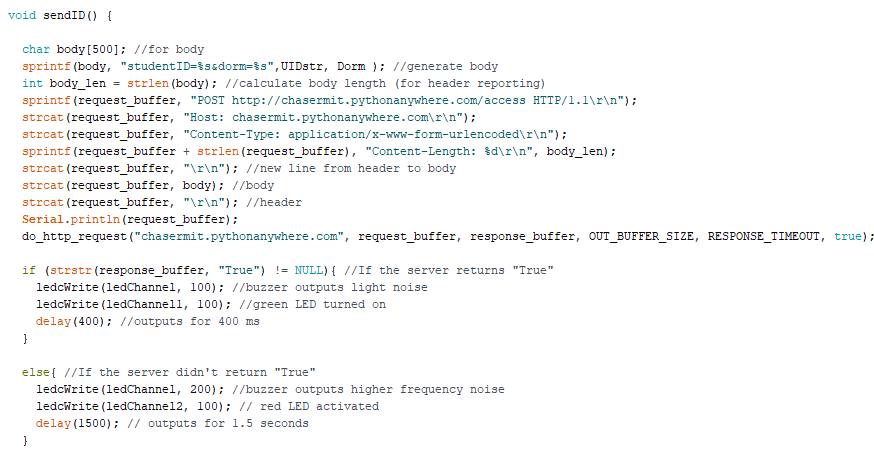 void sendID() {
char body[500]; //for body
sprintf(body, "studentID=%s&dorm=%s",UIDstr, Dorm ); //generate body
int body_len = strlen(body); //calculate body length (for header reporting)
sprintf(request_buffer, "POST http://chasermit.pythonanywhere.com/access HTTP/1.1\r\n");
strcat(request_buffer, "Host: chasermit.pythonanywhere.com\r\n");
strcat(request_buffer, "Content-Type: application/x-www-form-urlencoded\r\n");
sprintf(request_buffer + strlen(request_buffer), "Content-Length: %d\r\n", body_len);
strcat(request_buffer, "\r\n"); //new line from header to body
strcat(request_buffer, body); //body
strcat(request_buffer, "\r\n"); //header
Serial.println(request_buffer);
do_http_request("chasermit.pythonanywhere.com", request_buffer, response_buffer, OUT_BUFFER_SIZE, RESPONSE_TIMEOUT, true);
if (strstr(response_buffer, "True") != NULL){ //If the server returns "True"
ledcWrite(ledChannel, 100); //buzzer outputs light noise
ledcWrite(ledChannel1, 100); //green LED turned on
delay(400); //outputs for 400 ms
}
else{ //If the server didn't return "True"
ledcWrite(ledChannel, 200); //buzzer outputs higher frequency noise
ledcWrite(ledChannel2, 100); // red LED activated
delay(1500); // outputs for 1.5 seconds
}